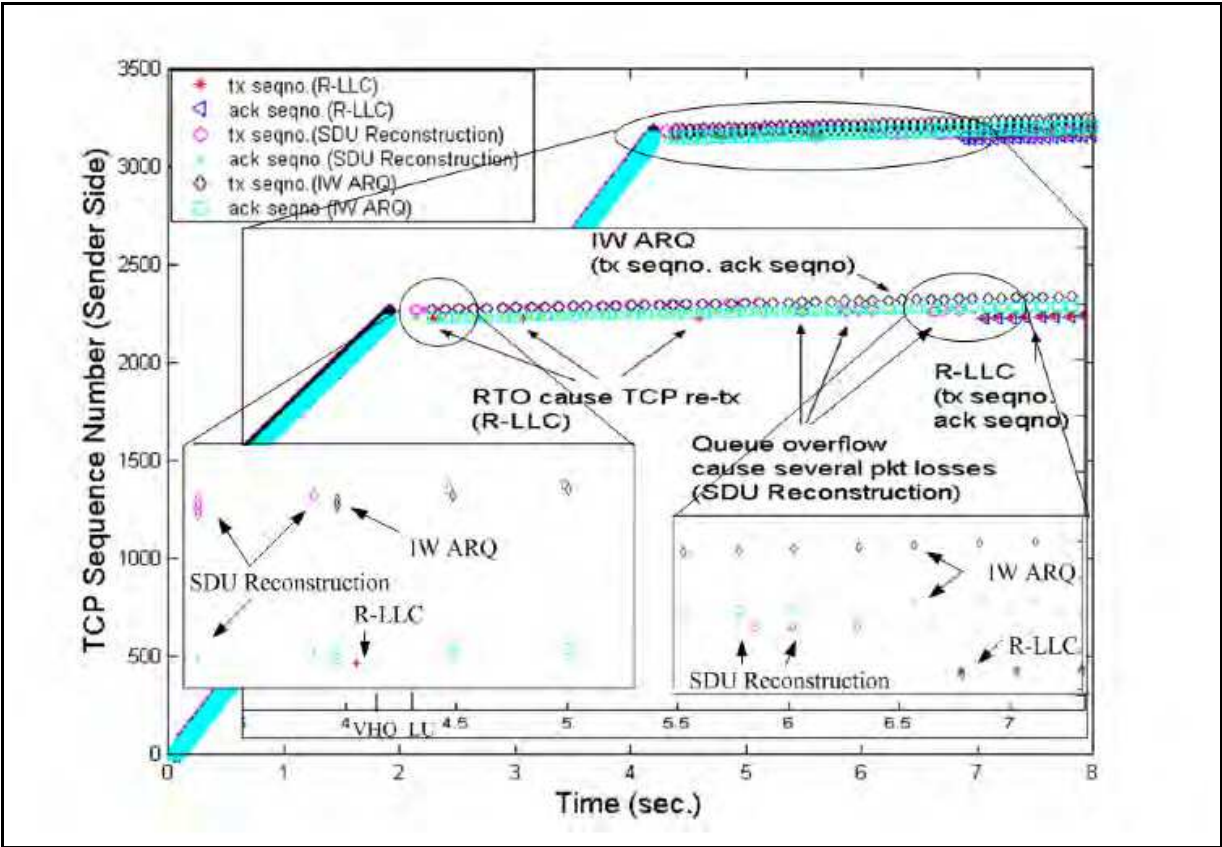 3500
3000
2500
2000
1500
1000
500
0
TCP Sequence Number (Sender Side)
tx seqno.(R-LLC)
ack seqno.(R-LLC)
tx seqno.(SDU Reconstruction)
ack seqno.(SDU Reconstruction)
tx seqno.(IW ARQ)
ack seqno.(IW ARQ)
IW ARQ
(tx seqno. ack seqno)
RTO cause TCP re-tx
(R-LLC)
Queue overflow
cause several pkt losses
(SDU Reconstruction)
R-LLC
(tx seqno.
ack seqno)
IW ARQ
SDU Reconstruction
R-LLC
IW ARQ
R-LLC
SDU Reconstruction
4 VHO LU 4.5 5 5.5 6 6.5 7
0 1 2 3 4 5 6 7 8
Time (sec.)